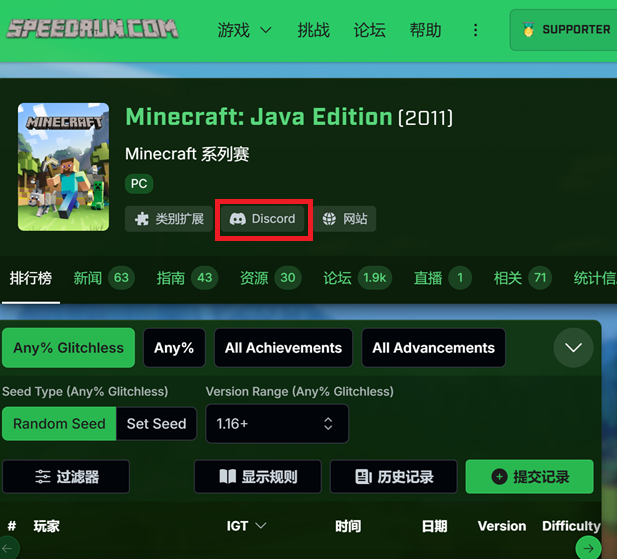 SPEEDRUN.COM 游戏 挑战 论坛 帮助 SUPPORTER
MINECRAFT
Minecraft: Java Edition (2011)
Minecraft 系列赛
PC
类别扩展 Discord 网站
排行榜 新闻 63 指南 43 资源 30 论坛 1.9k 直播 1 相关 71 统计信
Any% Glitchless Any% All Achievements All Advancements
Seed Type (Any% Glitchless) Version Range (Any% Glitchless)
Random Seed Set Seed 1.16+
过滤器 显示规则 历史记录 提交记录
# 玩家 IGT 时间 日期 Version Difficulty